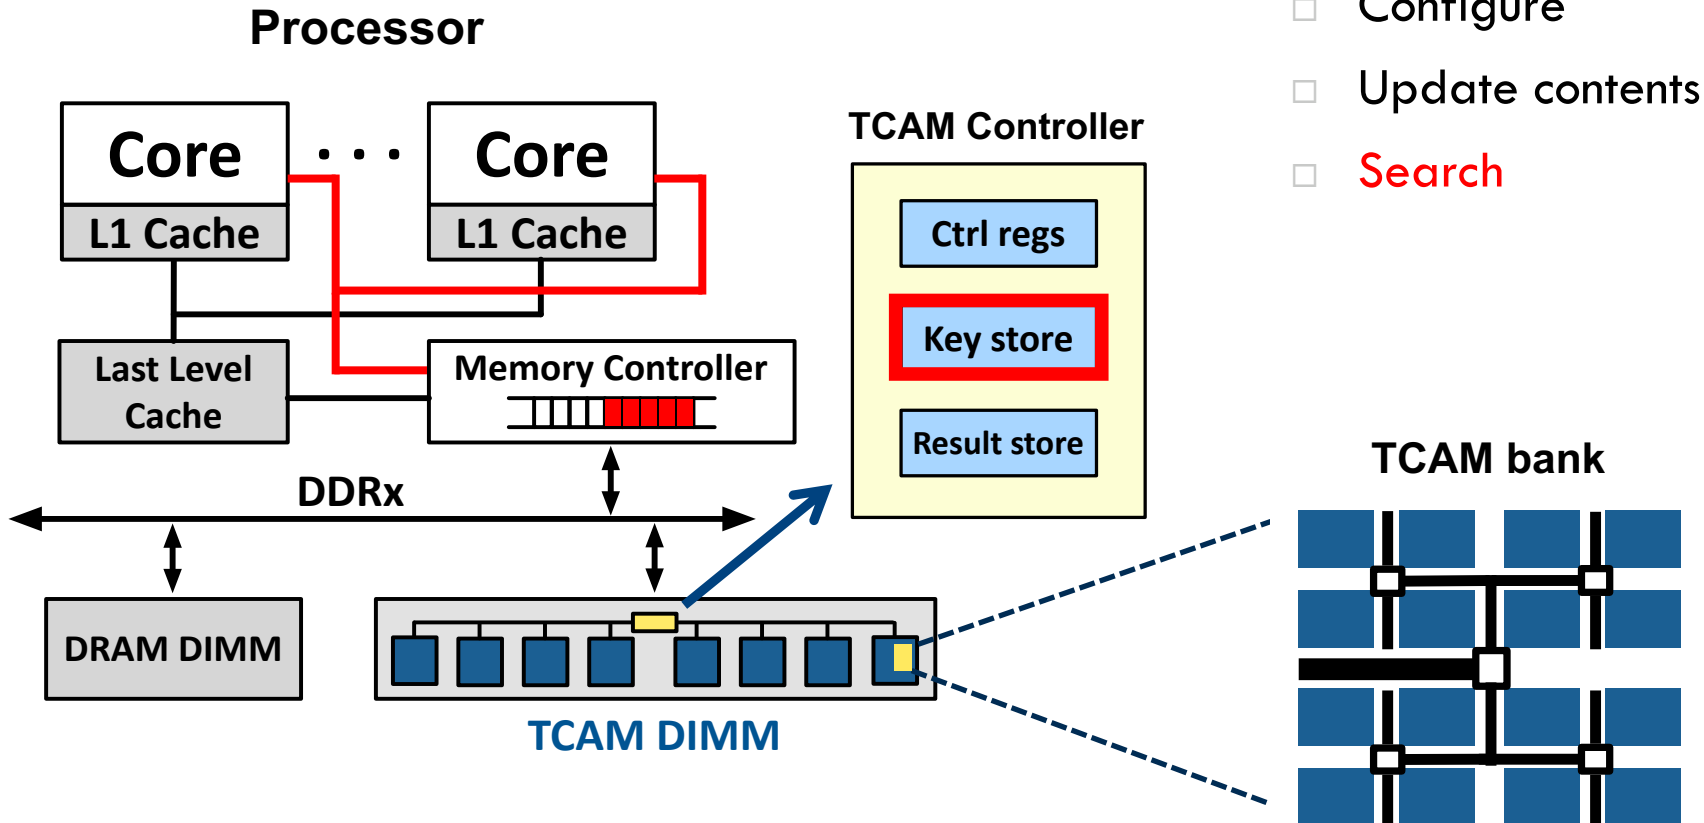 Processor
Configure
Update contents
Search
Core
. . .
Core
L1 Cache
L1 Cache
Last Level
Cache
Memory Controller
TCAM Controller
Ctrl regs
Key store
Result store
DDRx
DRAM DIMM
TCAM DIMM
TCAM bank